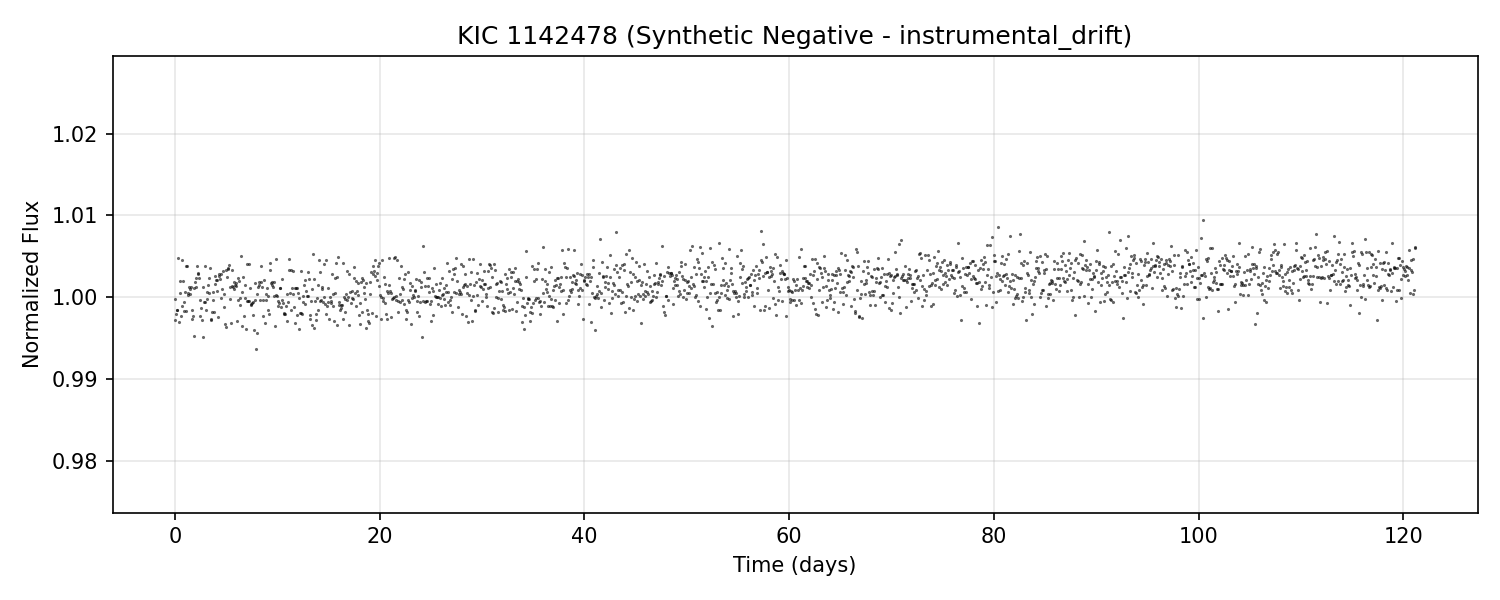 KIC 1142478 (Synthetic Negative - instrumental_drift)
Normalized Flux
1.02
1.01
1.00
0.99
0.98
0 20 40 60 80 100 120
Time (days)